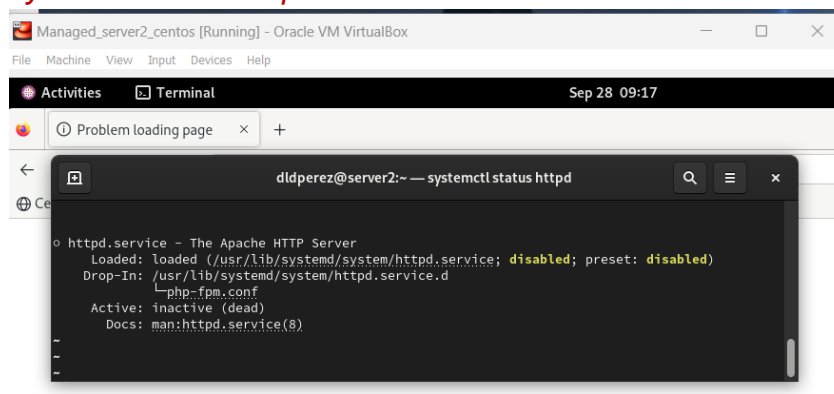 Managed_server2_centos [Running] - Oracle VM VirtualBox
File Machine View Input Devices Help
Activities Terminal Sep 28 09:17
Problem loading page × +
dldperez@server2:~ — systemctl status httpd
Ce
○ httpd.service - The Apache HTTP Server
Loaded: loaded (/usr/lib/systemd/system/httpd.service; disabled; preset: disabled)
Drop-In: /usr/lib/systemd/system/httpd.service.d
└─php-fpm.conf
Active: inactive (dead)
Docs: man:httpd.service(8)
~
~
~